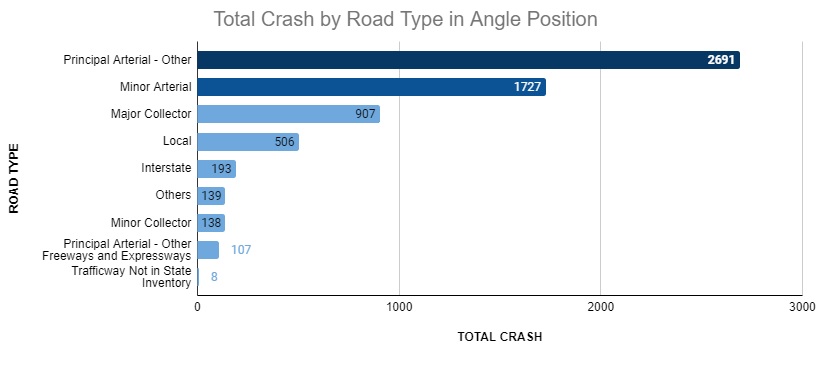 Total Crash by Road Type in Angle Position
ROAD TYPE
Principal Arterial - Other
2691
Minor Arterial
1727
Major Collector
907
Local
506
Interstate
193
Others
139
Minor Collector
138
Principal Arterial - Other
Freeways and Expressways
107
Trafficway Not in State
Inventory
8
0
1000
2000
3000
TOTAL CRASH